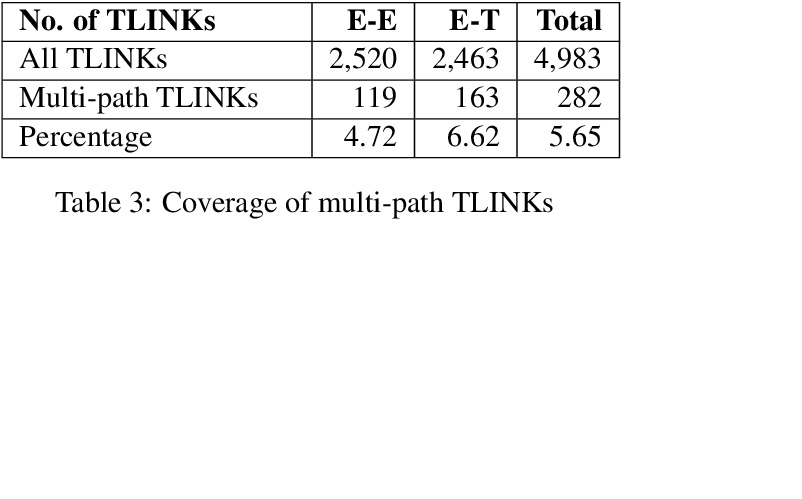 No. of TLINKs E-E E-T Total
All TLINKs 2,520 2,463 4,983
Multi-path TLINKs 119 163 282
Percentage 4.72 6.62 5.65
Table 3: Coverage of multi-path TLINKs